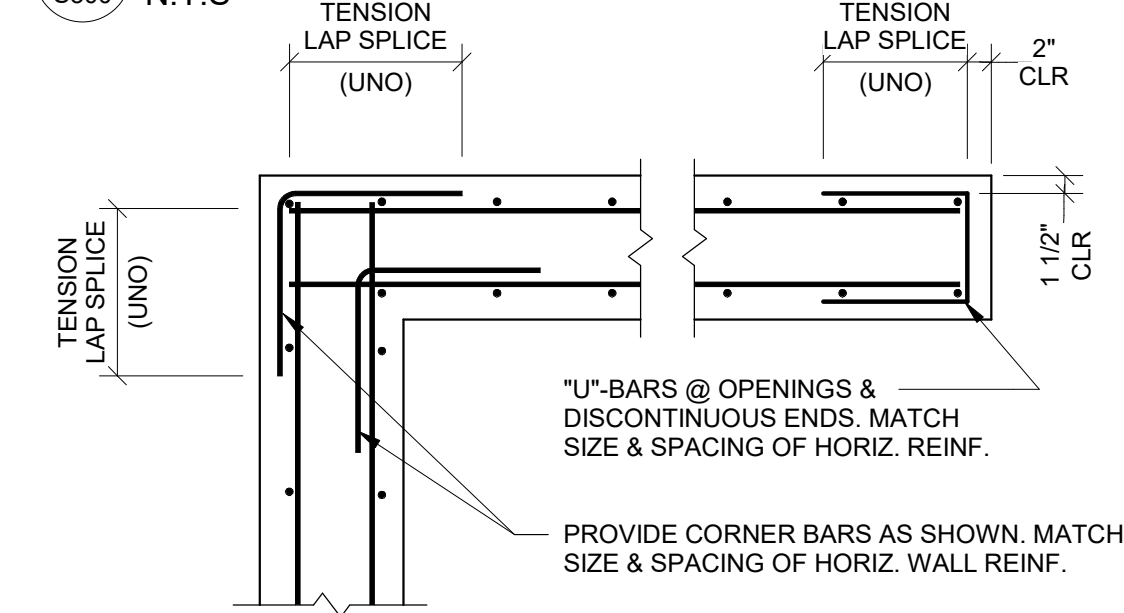 N.T.S
TENSION
LAP SPLICE
(UNO)
TENSION
LAP SPLICE
(UNO)
2"
CLR
TENSION
LAP SPLICE
(UNO)
1 1/2"
CLR
"U"-BARS @ OPENINGS &
DISCONTINUOUS ENDS. MATCH
SIZE & SPACING OF HORIZ. REINF.
PROVIDE CORNER BARS AS SHOWN. MATCH
SIZE & SPACING OF HORIZ. WALL REINF.